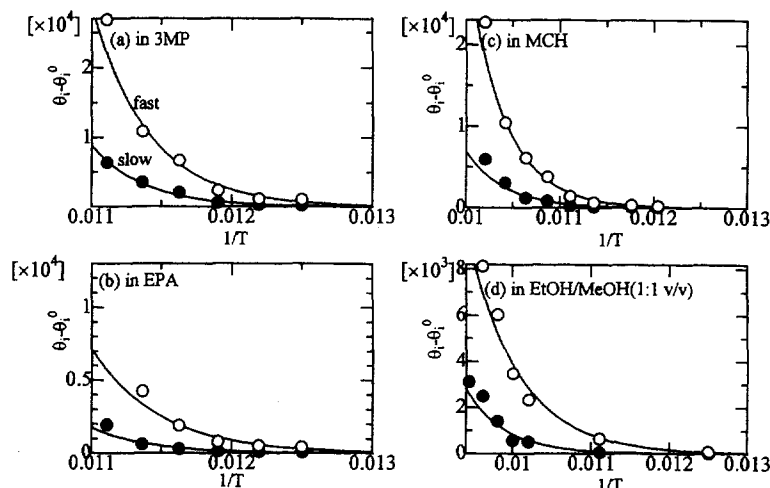 [×10⁴]
(a) in 3MP
θᵢ-θᵢ⁰
2
1
0
fast
slow
0.011 0.012 0.013
1/T
[×10⁴]
(c) in MCH
θᵢ-θᵢ⁰
2
1
0
0.01 0.011 0.012 0.013
1/T
[×10⁴]
(b) in EPA
θᵢ-θᵢ⁰
1
0.5
0
0.011 0.012 0.013
1/T
[×10³]
(d) in EtOH/MeOH(1:1 v/v)
θᵢ-θᵢ⁰
8
6
4
2
0
0.01 0.011 0.012 0.013
1/T